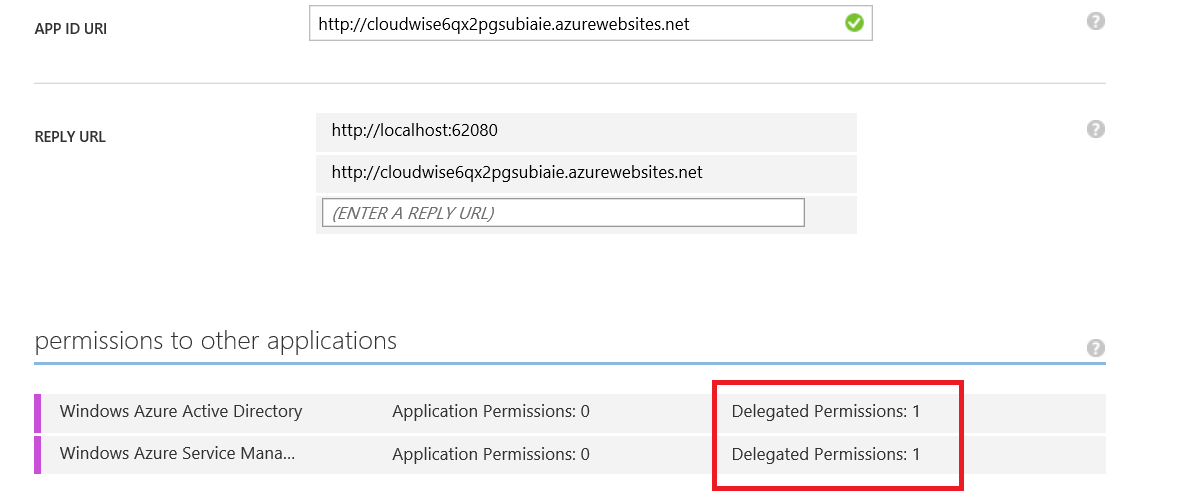 APP ID URI
http://cloudwise6qx2pgsubiaie.azurewebsites.net
?
REPLY URL
http://localhost:62080
?
http://cloudwise6qx2pgsubiaie.azurewebsites.net
(ENTER A REPLY URL)
permissions to other applications
?
Windows Azure Active Directory Application Permissions: 0 Delegated Permissions: 1
Windows Azure Service Mana... Application Permissions: 0 Delegated Permissions: 1